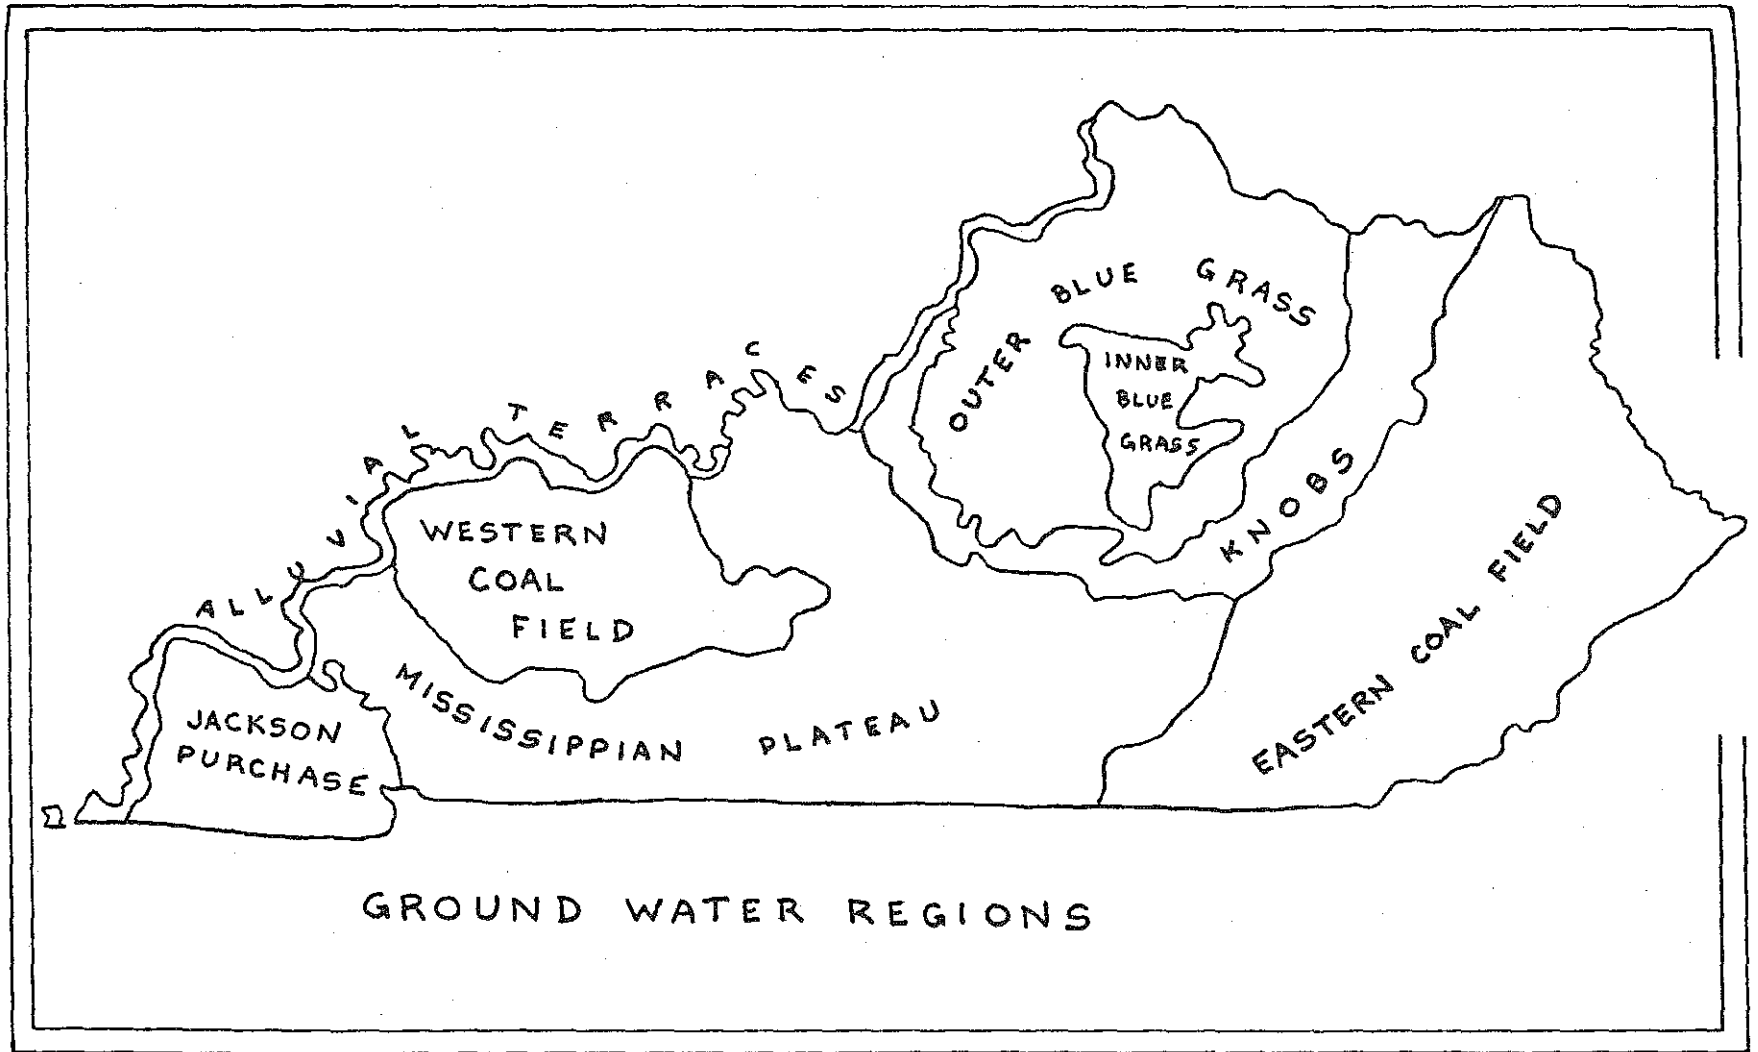 OUTER BLUE GRASS
INNER
BLUE
GRASS
ALLUVIAL TERRACES
KNOBS
WESTERN
COAL
FIELD
EASTERN COAL FIELD
MISSISSIPPIAN PLATEAU
JACKSON
PURCHASE
GROUND WATER REGIONS